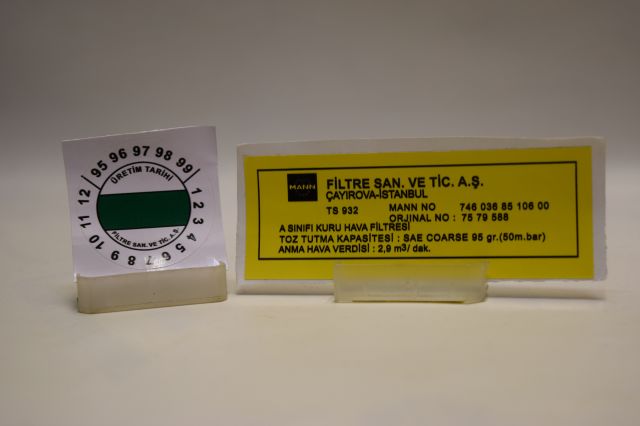 95 96 97 98 99
ÜRETİM TARİHİ
1 2 3 4 5 6 7 8 9 10 11 12
FİLTRE SAN. VE TİC. A.Ş.
MANN
FİLTRE SAN. VE TİC. A.Ş.
ÇAYIROVA-İSTANBUL
TS 932 MANN NO 746 036 85 106 00
ORJINAL NO : 75 79 588
A SINIFI KURU HAVA FİLTRESİ
TOZ TUTMA KAPASİTESİ : SAE COARSE 95 gr.(50m.bar)
ANMA HAVA VERDİSİ : 2,9 m3/ dak.